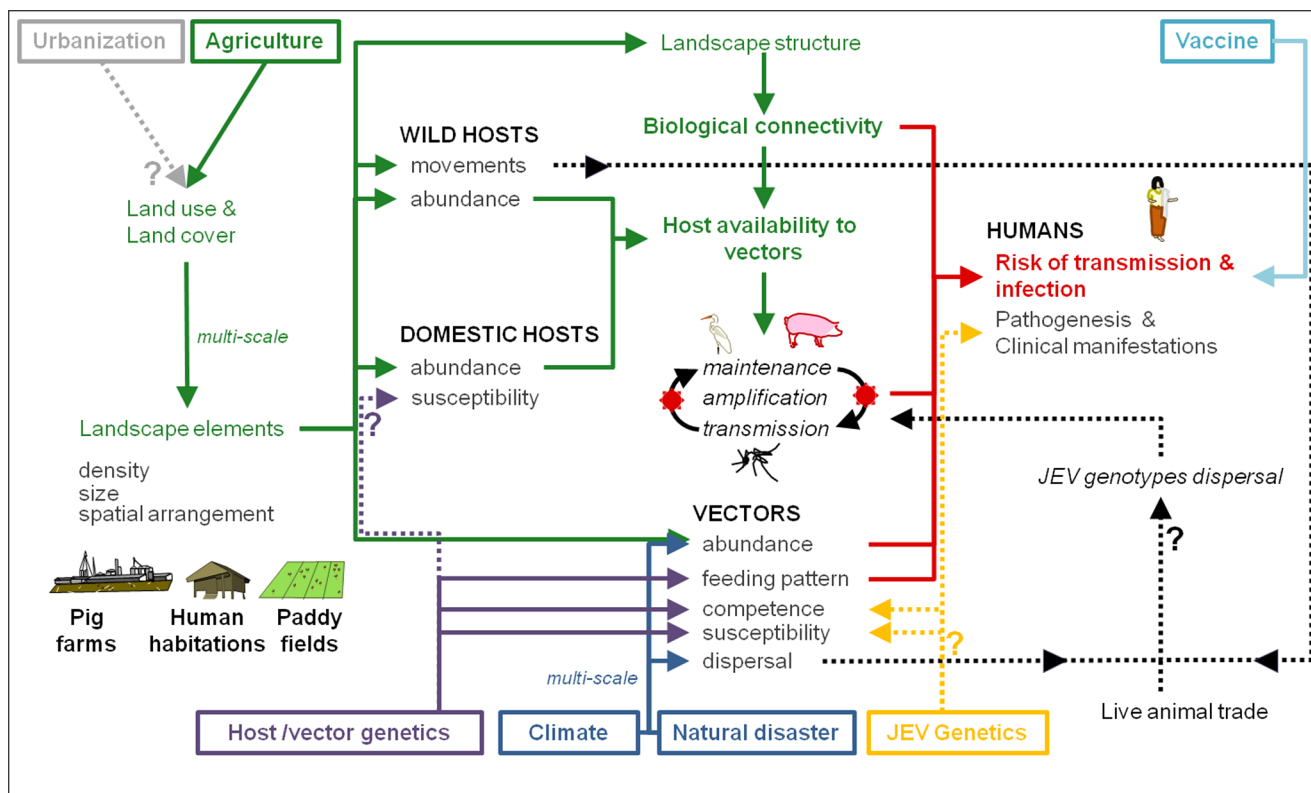 Urbanization
Agriculture
Vaccine
Landscape structure
Biological connectivity
WILD HOSTS
movements
abundance
?
Land use &
Land cover
Host availability to
vectors
HUMANS
Risk of transmission &
infection
Pathogenesis &
Clinical manifestations
multi-scale
DOMESTIC HOSTS
abundance
susceptibility
?
maintenance
amplification
transmission
Landscape elements
density
size
spatial arrangement
JEV genotypes dispersal
?
VECTORS
abundance
feeding pattern
competence
susceptibility
dispersal
?
Pig
farms
Human
habitations
Paddy
fields
multi-scale
Live animal trade
Host /vector genetics
Climate
Natural disaster
JEV Genetics